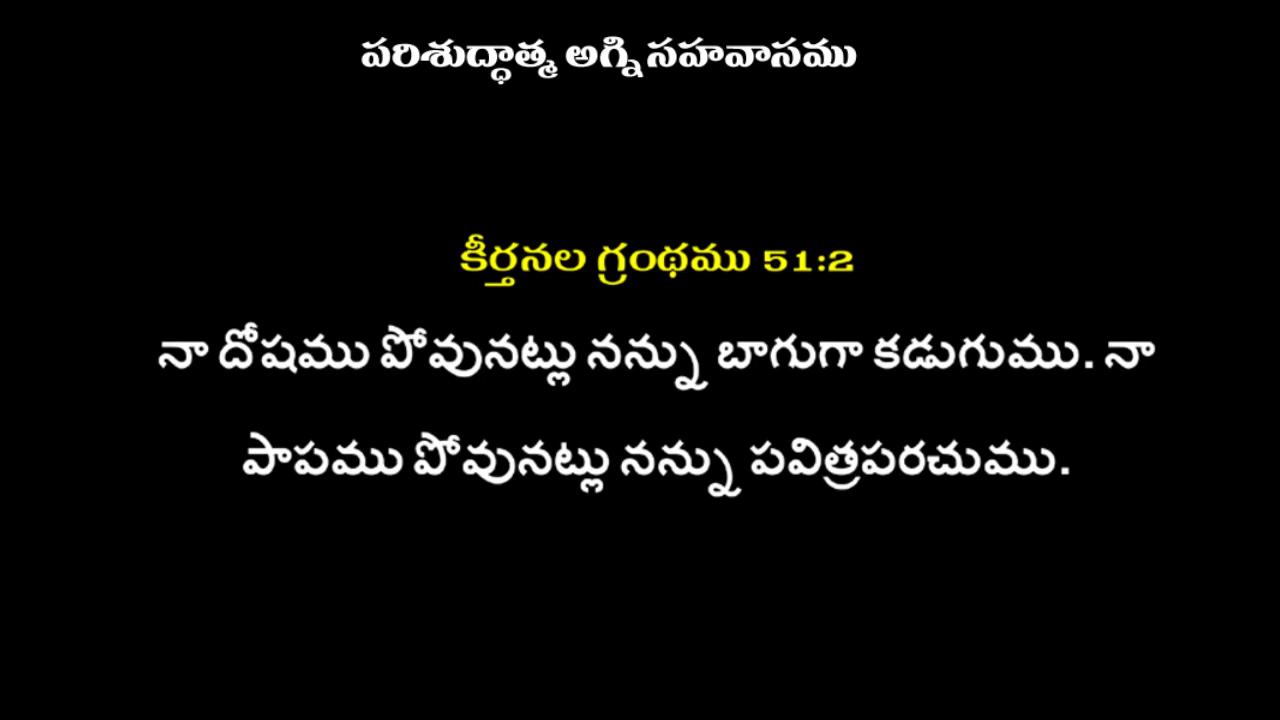 పరిశుద్ధాత్మ అగ్ని సహవాసము
కీర్తనల గ్రంథము 51:2
నా దోషము పోవునట్లు నన్ను బాగుగా కడుగుము. నా
పాపము పోవునట్లు నన్ను పవిత్రపరచుము.